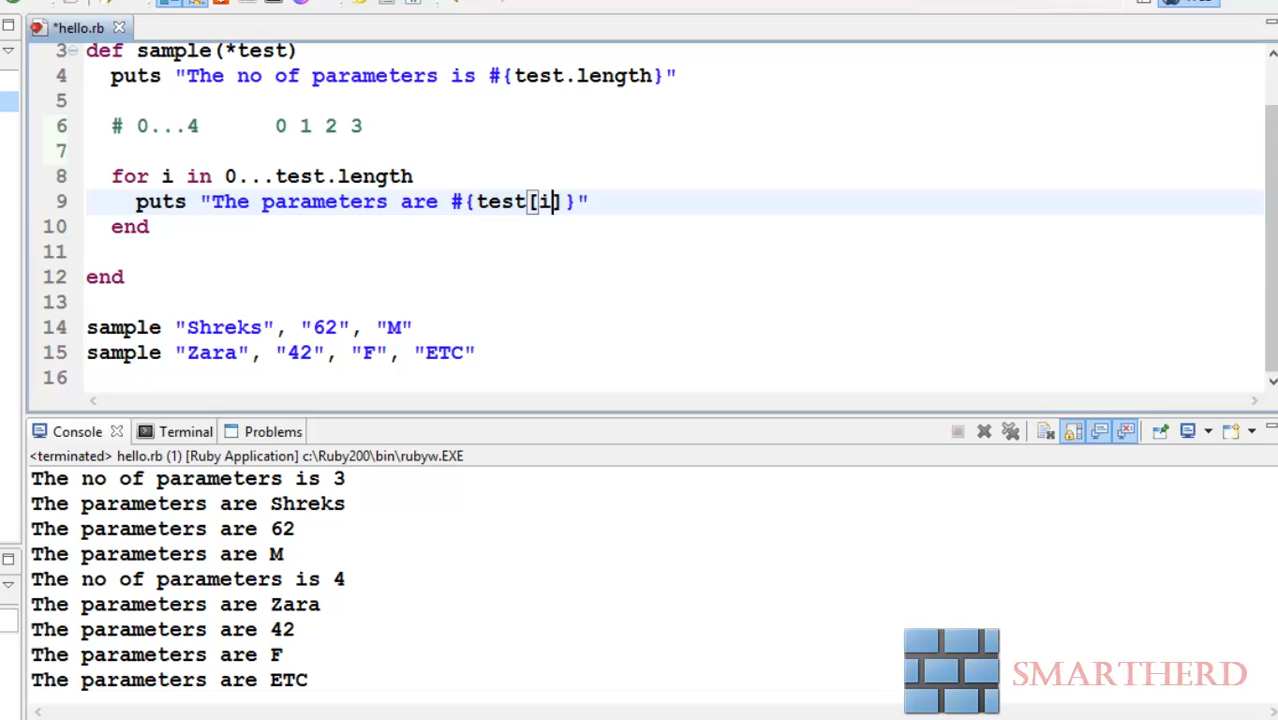 *hello.rb
3 def sample(*test)
4 puts "The no of parameters is #{test.length}"
5
6 # 0...4 0 1 2 3
7
8 for i in 0...test.length
9 puts "The parameters are #{test[i]}"
10 end
11
12 end
13
14 sample "Shreks", "62", "M"
15 sample "Zara", "42", "F", "ETC"
16
Console Terminal Problems
<terminated> hello.rb (1) [Ruby Application] c:\Ruby200\bin\rubyw.EXE
The no of parameters is 3
The parameters are Shreks
The parameters are 62
The parameters are M
The no of parameters is 4
The parameters are Zara
The parameters are 42
The parameters are F
The parameters are ETC
SMARTHERD